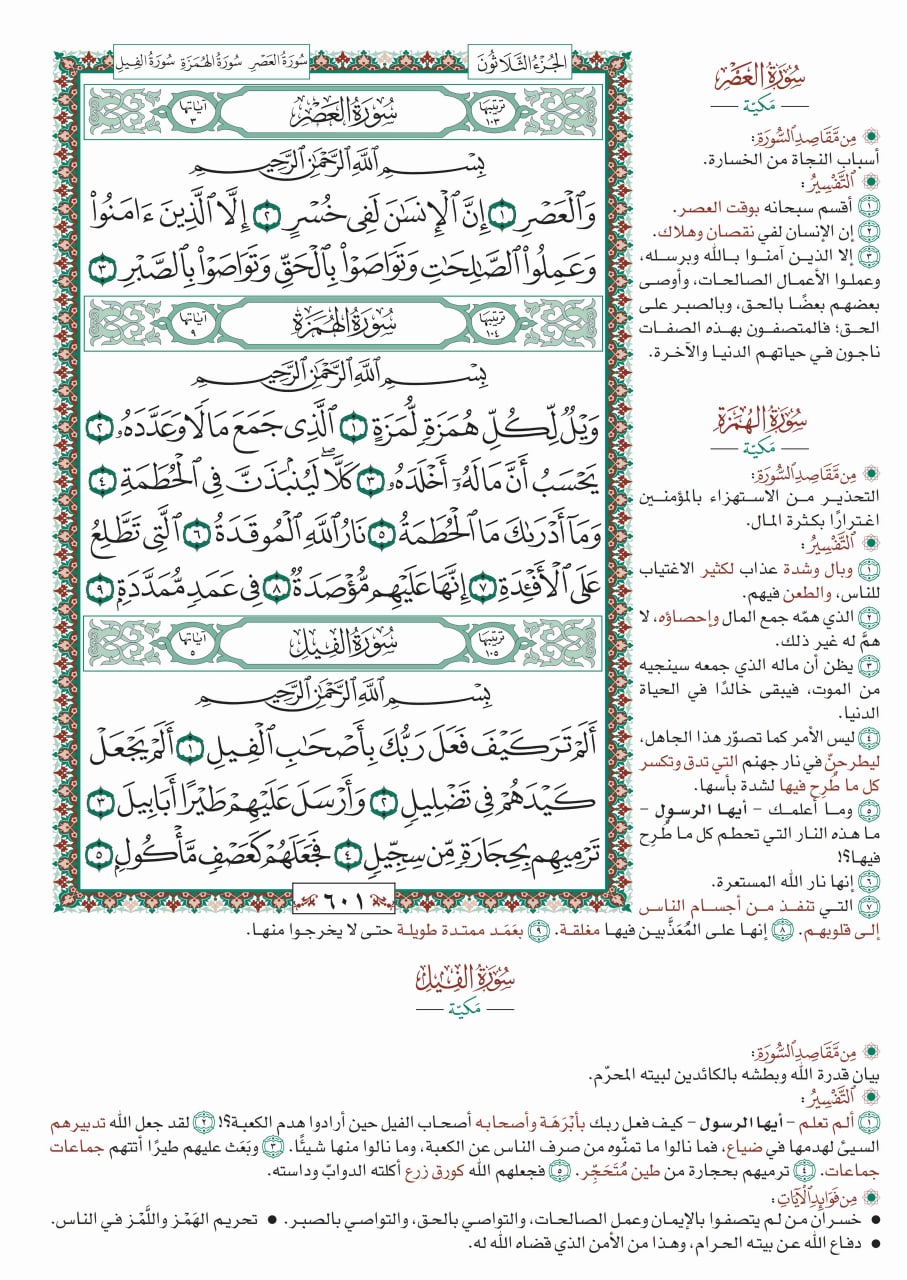 الجُزْءُ الثَّلَاثُونَ
سُورَةُ العَصْرِ سُورَةُ الهُمَزَةِ سُورَةُ الفِيلِ
ترتيبها ١٠٣ سُورَةُ العَصْرِ آياتها ٣
بِسْمِ ٱللَّهِ ٱلرَّحْمَٰنِ ٱلرَّحِيمِ
وَٱلْعَصْرِ ١ إِنَّ ٱلْإِنسَٰنَ لَفِى خُسْرٍ ٢ إِلَّا ٱلَّذِينَ ءَامَنُوا۟
وَعَمِلُوا۟ ٱلصَّٰلِحَٰتِ وَتَوَاصَوْا۟ بِٱلْحَقِّ وَتَوَاصَوْا۟ بِٱلصَّبْرِ ٣
ترتيبها ١٠٤ سُورَةُ الهُمَزَةِ آياتها ٩
بِسْمِ ٱللَّهِ ٱلرَّحْمَٰنِ ٱلرَّحِيمِ
وَيْلٌ لِّكُلِّ هُمَزَةٍ لُّمَزَةٍ ١ ٱلَّذِى جَمَعَ مَالًا وَعَدَّدَهُۥ ٢
يَحْسَبُ أَنَّ مَالَهُۥٓ أَخْلَدَهُۥ ٣ كَلَّا ۖ لَيُنۢبَذَنَّ فِى ٱلْحُطَمَةِ ٤
وَمَآ أَدْرَىٰكَ مَا ٱلْحُطَمَةُ ٥ نَارُ ٱللَّهِ ٱلْمُوقَدَةُ ٦ ٱلَّتِى تَطَّلِعُ
عَلَى ٱلْأَفْـِٔدَةِ ٧ إِنَّهَا عَلَيْهِم مُّؤْصَدَةٌ ٨ فِى عَمَدٍ مُّمَدَّدَةٍۭ ٩
ترتيبها ١٠٥ سُورَةُ الفِيلِ آياتها ٥
بِسْمِ ٱللَّهِ ٱلرَّحْمَٰنِ ٱلرَّحِيمِ
أَلَمْ تَرَ كَيْفَ فَعَلَ رَبُّكَ بِأَصْحَٰبِ ٱلْفِيلِ ١ أَلَمْ يَجْعَلْ
كَيْدَهُمْ فِى تَضْلِيلٍ ٢ وَأَرْسَلَ عَلَيْهِمْ طَيْرًا أَبَابِيلَ ٣
تَرْمِيهِم بِحِجَارَةٍ مِّن سِجِّيلٍ ٤ فَجَعَلَهُمْ كَعَصْفٍ مَّأْكُولٍۭ ٥
٦٠١
سُورَةُ العَصْرِ
مَكيّة
مِن مَّقَاصِدِ السُّورَةِ:
أسباب النجاة من الخسارة.
التَّفْسِيرُ:
١ أقسم سبحانه بوقت العصر.
٢ إن الإنسان لفي نقصان وهلاك.
٣ إلا الذين آمنوا بالله وبرسله،
وعملوا الأعمال الصالحات، وأوصى
بعضهم بعضًا بالحق، وبالصبر على
الحق؛ فالمتصفون بهذه الصفات
ناجون في حياتهم الدنيا والآخرة.
سُورَةُ الهُمَزَةِ
مَكيّة
مِن مَّقَاصِدِ السُّورَةِ:
التحذير من الاستهزاء بالمؤمنين
اغترارًا بكثرة المال.
التَّفْسِيرُ:
١ وبال وشدة عذاب لكثير الاغتياب
للناس، والطعن فيهم.
٢ الذي همّه جمع المال وإحصاؤه، لا
همَّ له غير ذلك.
٣ يظن أن ماله الذي جمعه سينجيه
من الموت، فيبقى خالدًا في الحياة
الدنيا.
٤ ليس الأمر كما تصوّر هذا الجاهل،
ليطرحنّ في نار جهنم التي تدق وتكسر
كل ما طُرِح فيها لشدة بأسها.
٥ وما أعلمك – أيها الرسول –
ما هذه النار التي تحطم كل ما طُرِح
فيها؟!
٦ إنها نار الله المستعرة.
٧ التي تنفذ من أجسام الناس
إلى قلوبهم. ٨ إنها على المُعَذَّبين فيها مغلقة. ٩ بعَمَد ممتدة طويلة حتى لا يخرجوا منها.
سُورَةُ الفِيلِ
مَكيّة
مِن مَّقَاصِدِ السُّورَةِ:
بيان قدرة الله وبطشه بالكائدين لبيته المحرّم.
التَّفْسِيرُ:
١ ألم تعلم – أيها الرسول – كيف فعل ربك بأبْرَهَة وأصحابه أصحاب الفيل حين أرادوا هدم الكعبة؟! ٢ لقد جعل الله تدبيرهم
السيئ لهدمها في ضياع، فما نالوا ما تمنّوه من صرف الناس عن الكعبة، وما نالوا منها شيئًا. ٣ وبَعَث عليهم طيرًا أتتهم جماعات
جماعات. ٤ ترميهم بحجارة من طين مُتَحَجِّر. ٥ فجعلهم الله كورق زرع أكلته الدوابّ وداسته.
مِن فَوَائِدِ الآيَاتِ:
• خسران من لم يتصفوا بالإيمان وعمل الصالحات، والتواصي بالحق، والتواصي بالصبر. • تحريم الهَمْز واللَّمْز في الناس.
• دفاع الله عن بيته الحرام، وهذا من الأمن الذي قضاه الله له.